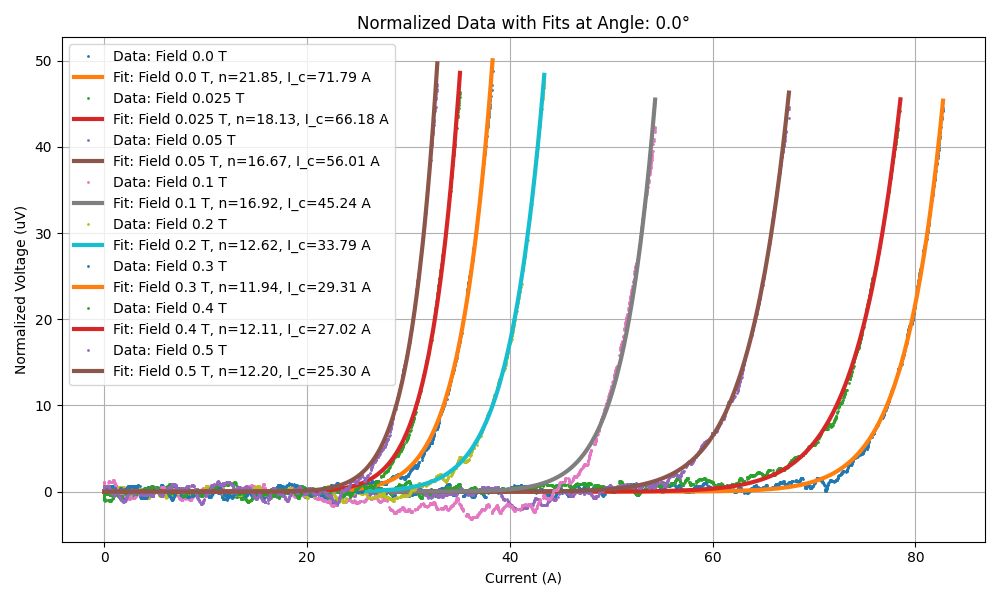 Normalized Data with Fits at Angle: 0.0°
Data: Field 0.0 T
Fit: Field 0.0 T, n=21.85, I_c=71.79 A
Data: Field 0.025 T
Fit: Field 0.025 T, n=18.13, I_c=66.18 A
Data: Field 0.05 T
Fit: Field 0.05 T, n=16.67, I_c=56.01 A
Data: Field 0.1 T
Fit: Field 0.1 T, n=16.92, I_c=45.24 A
Data: Field 0.2 T
Fit: Field 0.2 T, n=12.62, I_c=33.79 A
Data: Field 0.3 T
Fit: Field 0.3 T, n=11.94, I_c=29.31 A
Data: Field 0.4 T
Fit: Field 0.4 T, n=12.11, I_c=27.02 A
Data: Field 0.5 T
Fit: Field 0.5 T, n=12.20, I_c=25.30 A
Normalized Voltage (uV)
50
40
30
20
10
0
0 20 40 60 80
Current (A)